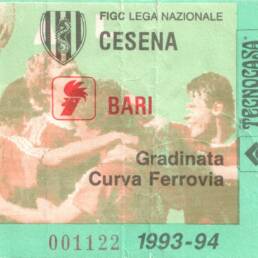 FIGC LEGA NAZIONALE
CESENA
BARI
Gradinata
Curva Ferrovia
001122 1993-94
TECNOCASA